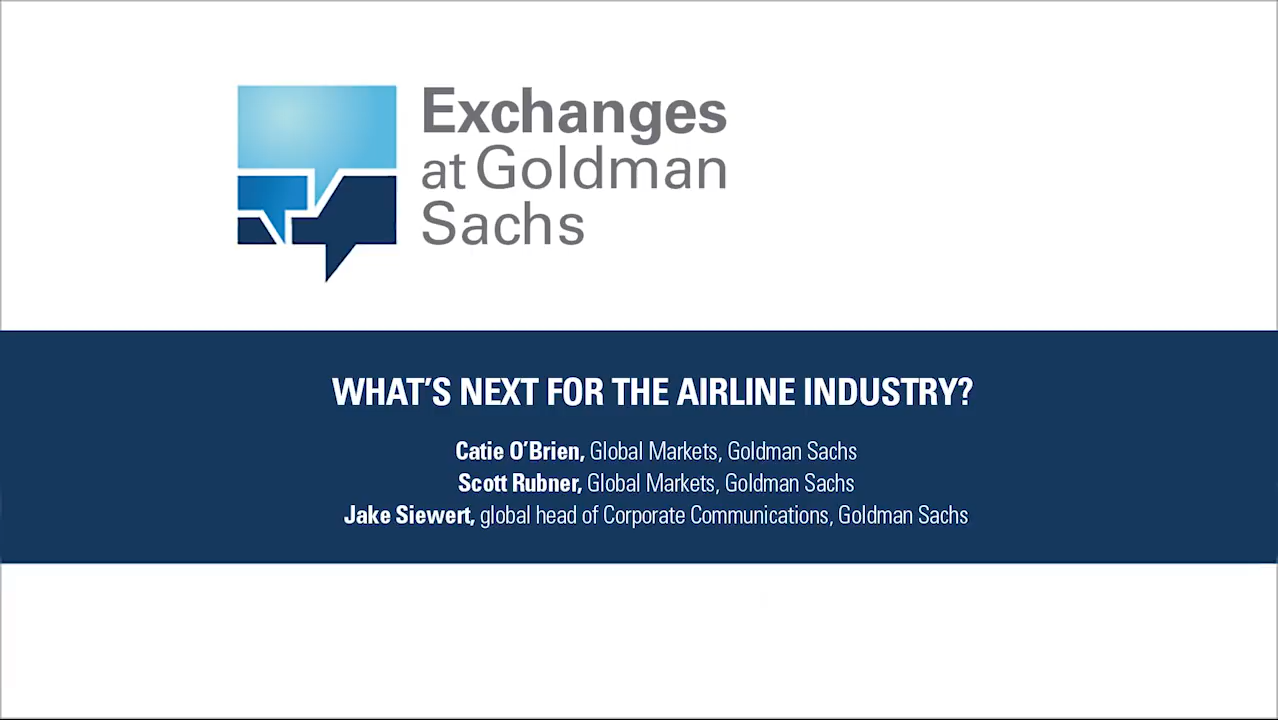 Exchanges
at Goldman
Sachs
WHAT’S NEXT FOR THE AIRLINE INDUSTRY?
Catie O’Brien, Global Markets, Goldman Sachs
Scott Rubner, Global Markets, Goldman Sachs
Jake Siewert, global head of Corporate Communications, Goldman Sachs